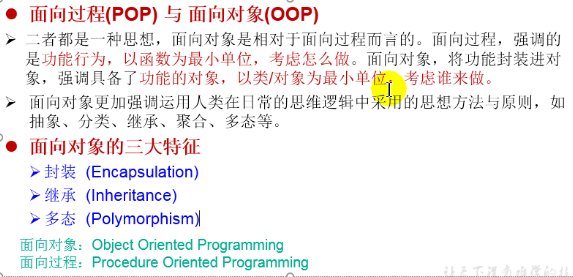 面向过程(POP) 与 面向对象(OOP)
二者都是一种思想，面向对象是相对于面向过程而言的。面向过程，强调的
是功能行为，以函数为最小单位，考虑怎么做。面向对象，将功能封装进对
象，强调具备了功能的对象，以类/对象为最小单位，考虑谁来做。
面向对象更加强调运用人类在日常的思维逻辑中采用的思想方法与原则，如
抽象、分类、继承、聚合、多态等。
面向对象的三大特征
封装 (Encapsulation)
继承 (Inheritance)
多态 (Polymorphism)
面向对象：Object Oriented Programming
面向过程：Procedure Oriented Programming